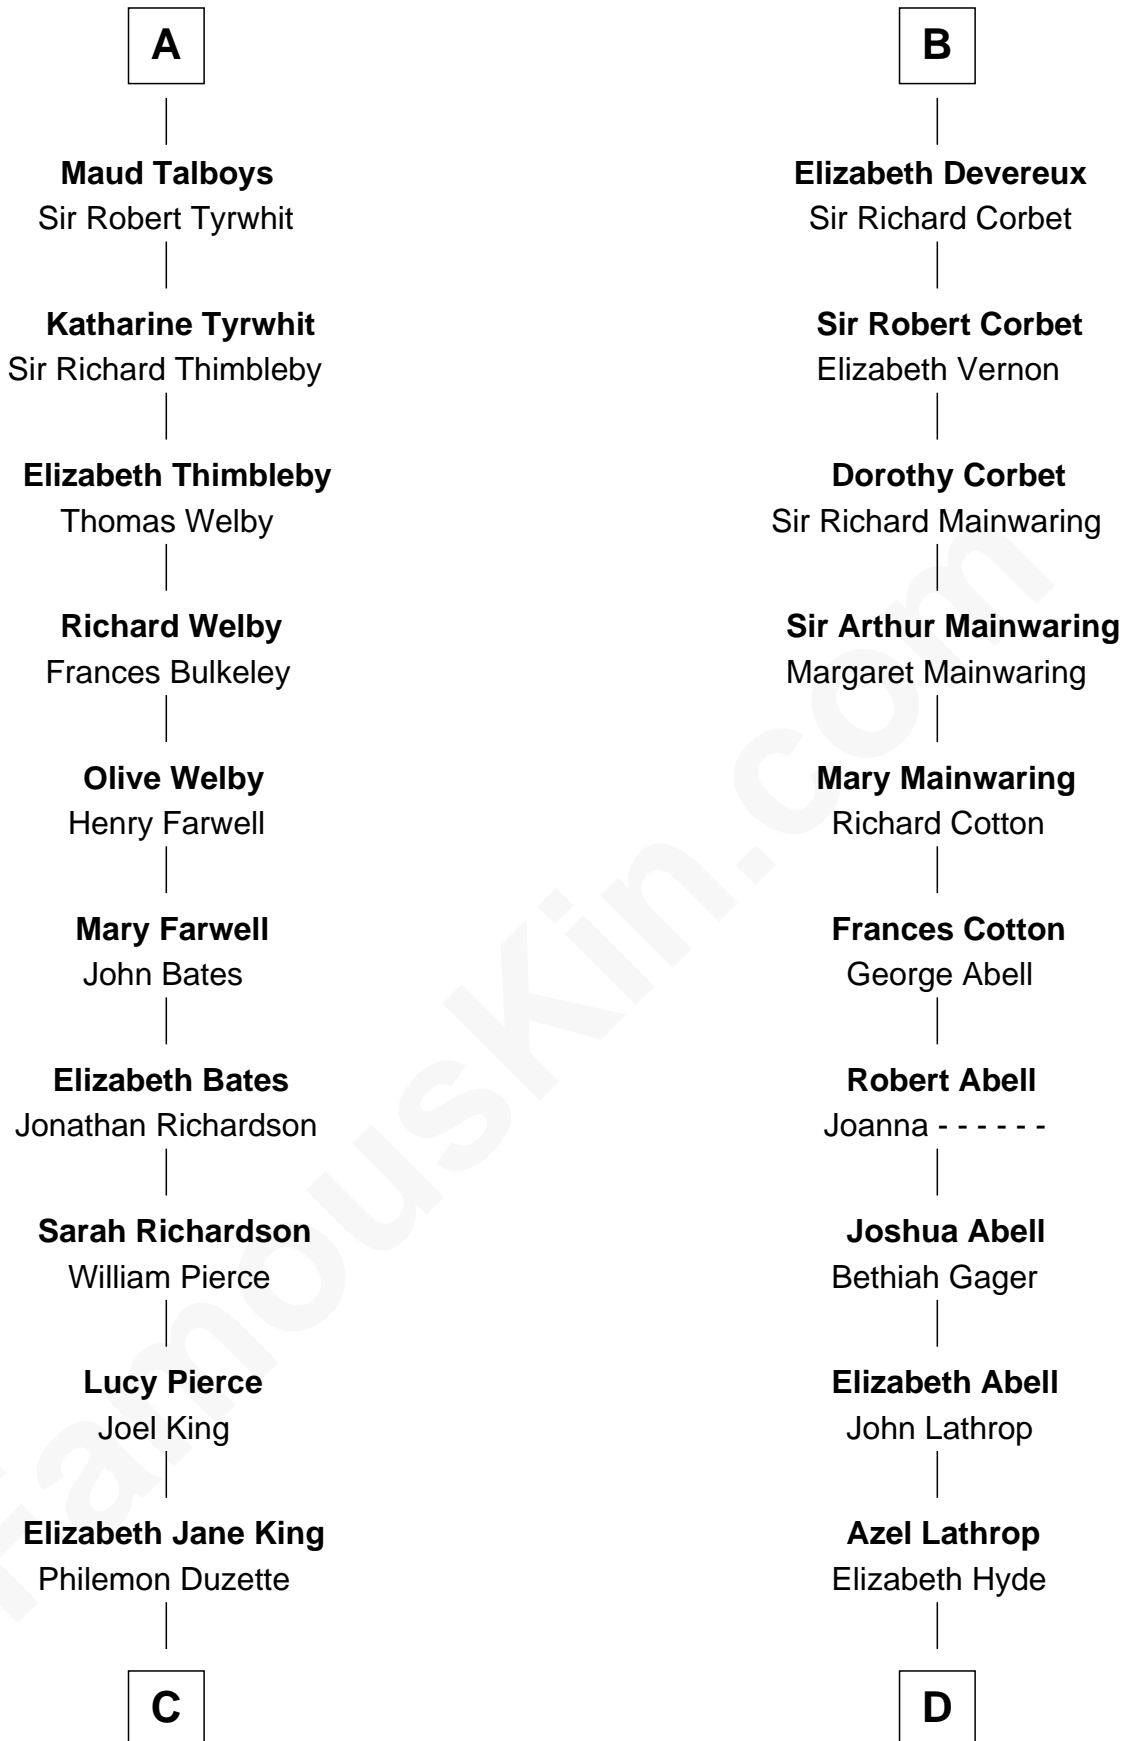 A
Maud Talboys
Sir Robert Tyrwhit
Katharine Tyrwhit
Sir Richard Thimbleby
Elizabeth Thimbleby
Thomas Welby
Richard Welby
Frances Bulkeley
Olive Welby
Henry Farwell
Mary Farwell
John Bates
Elizabeth Bates
Jonathan Richardson
Sarah Richardson
William Pierce
Lucy Pierce
Joel King
Elizabeth Jane King
Philemon Duzette
C
B
Elizabeth Devereux
Sir Richard Corbet
Sir Robert Corbet
Elizabeth Vernon
Dorothy Corbet
Sir Richard Mainwaring
Sir Arthur Mainwaring
Margaret Mainwaring
Mary Mainwaring
Richard Cotton
Frances Cotton
George Abell
Robert Abell
Joanna - - - - - -
Joshua Abell
Bethiah Gager
Elizabeth Abell
John Lathrop
Azel Lathrop
Elizabeth Hyde
D
FamousKin.com